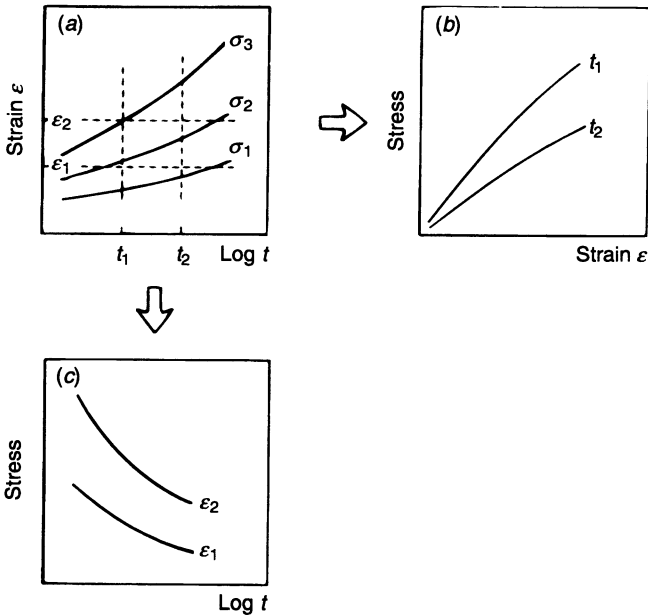 (a)
σ3
σ2
σ1
ε2
ε1
Strain ε
t1
t2
Log t
(b)
t1
t2
Stress
Strain ε
(c)
ε2
ε1
Stress
Log t